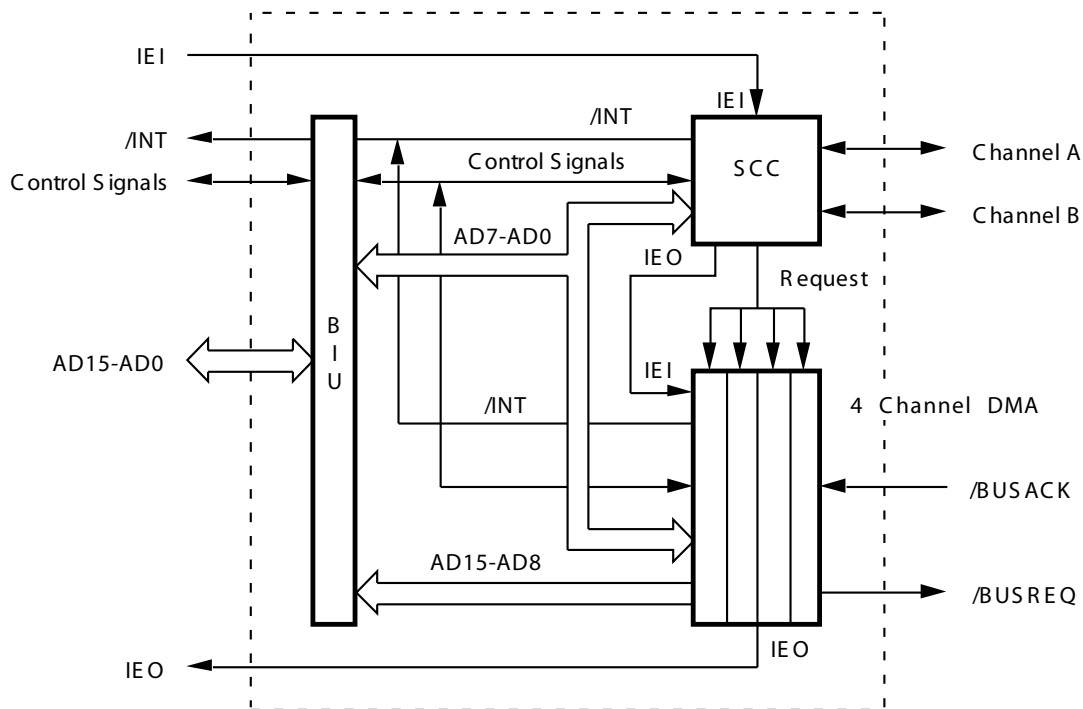 IEI
IEI
/INT
/INT
Control Signals
Control Signals
SCC
Channel A
Channel B
AD7-AD0
IEO
Request
BIU
AD15-AD0
IEI
/INT
4 Channel DMA
/BUSACK
AD15-AD8
/BUSREQ
IEO
IEO